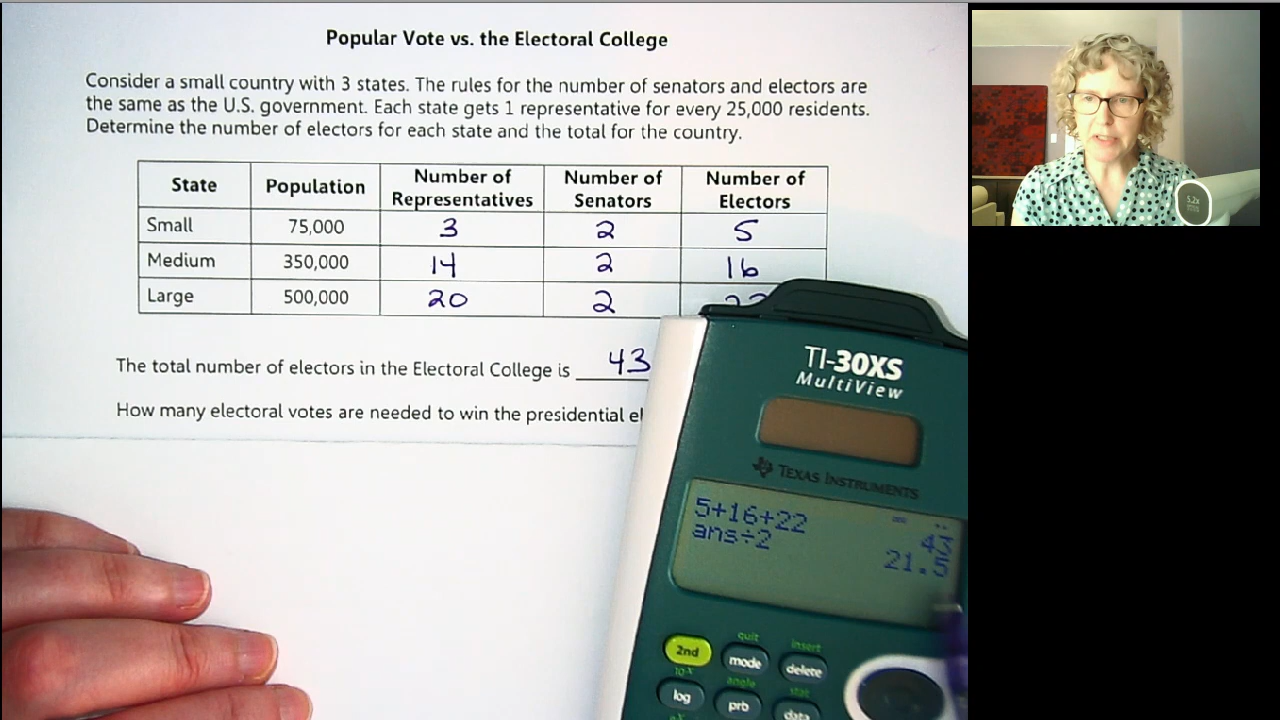 Popular Vote vs. the Electoral College
Consider a small country with 3 states. The rules for the number of senators and electors are
the same as the U.S. government. Each state gets 1 representative for every 25,000 residents.
Determine the number of electors for each state and the total for the country.
State Population Number of Representatives Number of Senators Number of Electors
Small 75,000 3 2 5
Medium 350,000 14 2 16
Large 500,000 20 2 22
The total number of electors in the Electoral College is 43
How many electoral votes are needed to win the presidential el
TI-30XS
MultiView
TEXAS INSTRUMENTS
5+16+22 43
ans÷2 21.5
quit insert
2nd mode delete
angle stat
log prb data
5.2x